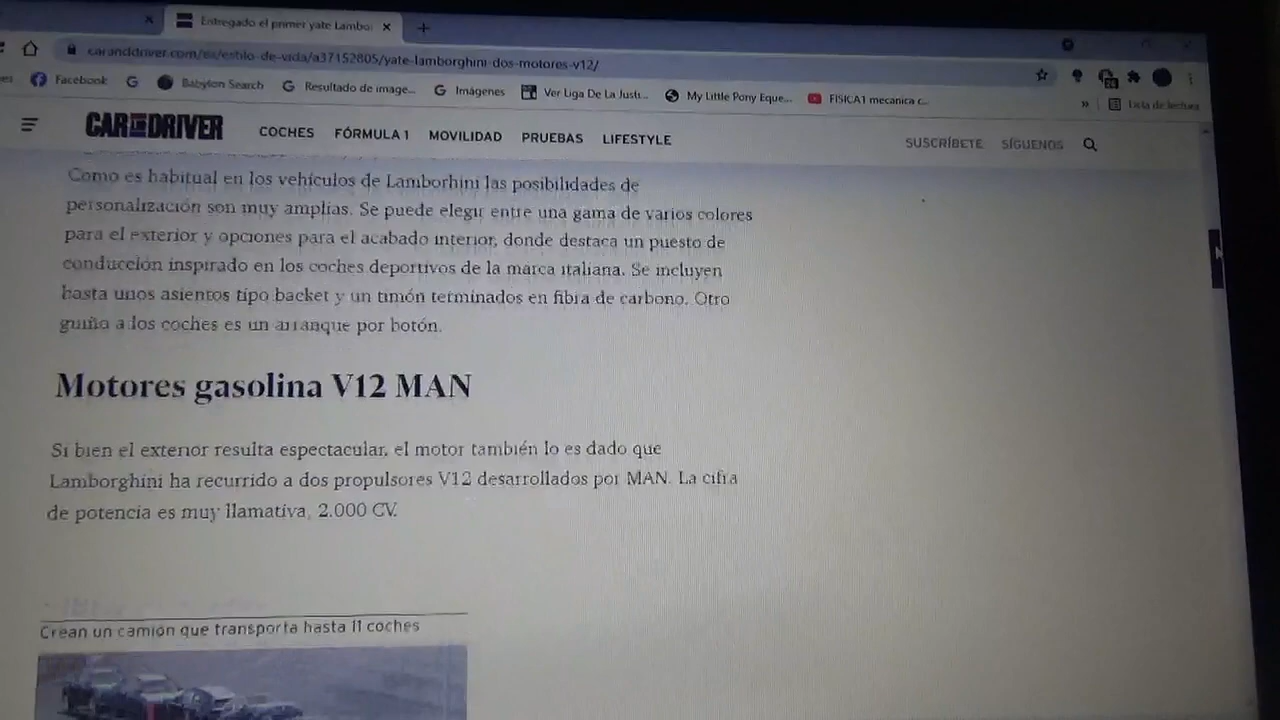 Entregado el primer yate Lambo
caranddriver.com/es/estilo-de-vida/a37152805/yate-lamborghini-dos-motores-v12/
Facebook
Babylon Search
Resultado de image...
Imágenes
Ver Liga De La Justi...
My Little Pony Eque...
FISICA1 mecanica c...
»
Lista de lectura
CAR AND DRIVER
COCHES
FÓRMULA 1
MOVILIDAD
PRUEBAS
LIFESTYLE
SUSCRÍBETE
SÍGUENOS
Como es habitual en los vehículos de Lamborhini las posibilidades de
personalización son muy amplias. Se puede elegir entre una gama de varios colores
para el exterior y opciones para el acabado interior, donde destaca un puesto de
conducción inspirado en los coches deportivos de la marca italiana. Se incluyen
hasta unos asientos tipo backet y un timón terminados en fibra de carbono. Otro
guiño a los coches es un arranque por botón.
Motores gasolina V12 MAN
Si bien el exterior resulta espectacular, el motor también lo es dado que
Lamborghini ha recurrido a dos propulsores V12 desarrollados por MAN. La cifra
de potencia es muy llamativa, 2.000 CV.
Crean un camión que transporta hasta 11 coches